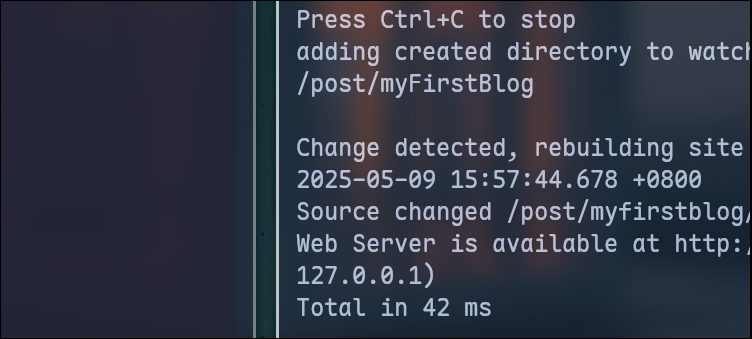 Press Ctrl+C to stop
adding created directory to watch
/post/myFirstBlog
Change detected, rebuilding site
2025-05-09 15:57:44.678 +0800
Source changed /post/myfirstblog/
Web Server is available at http:/
127.0.0.1)
Total in 42 ms